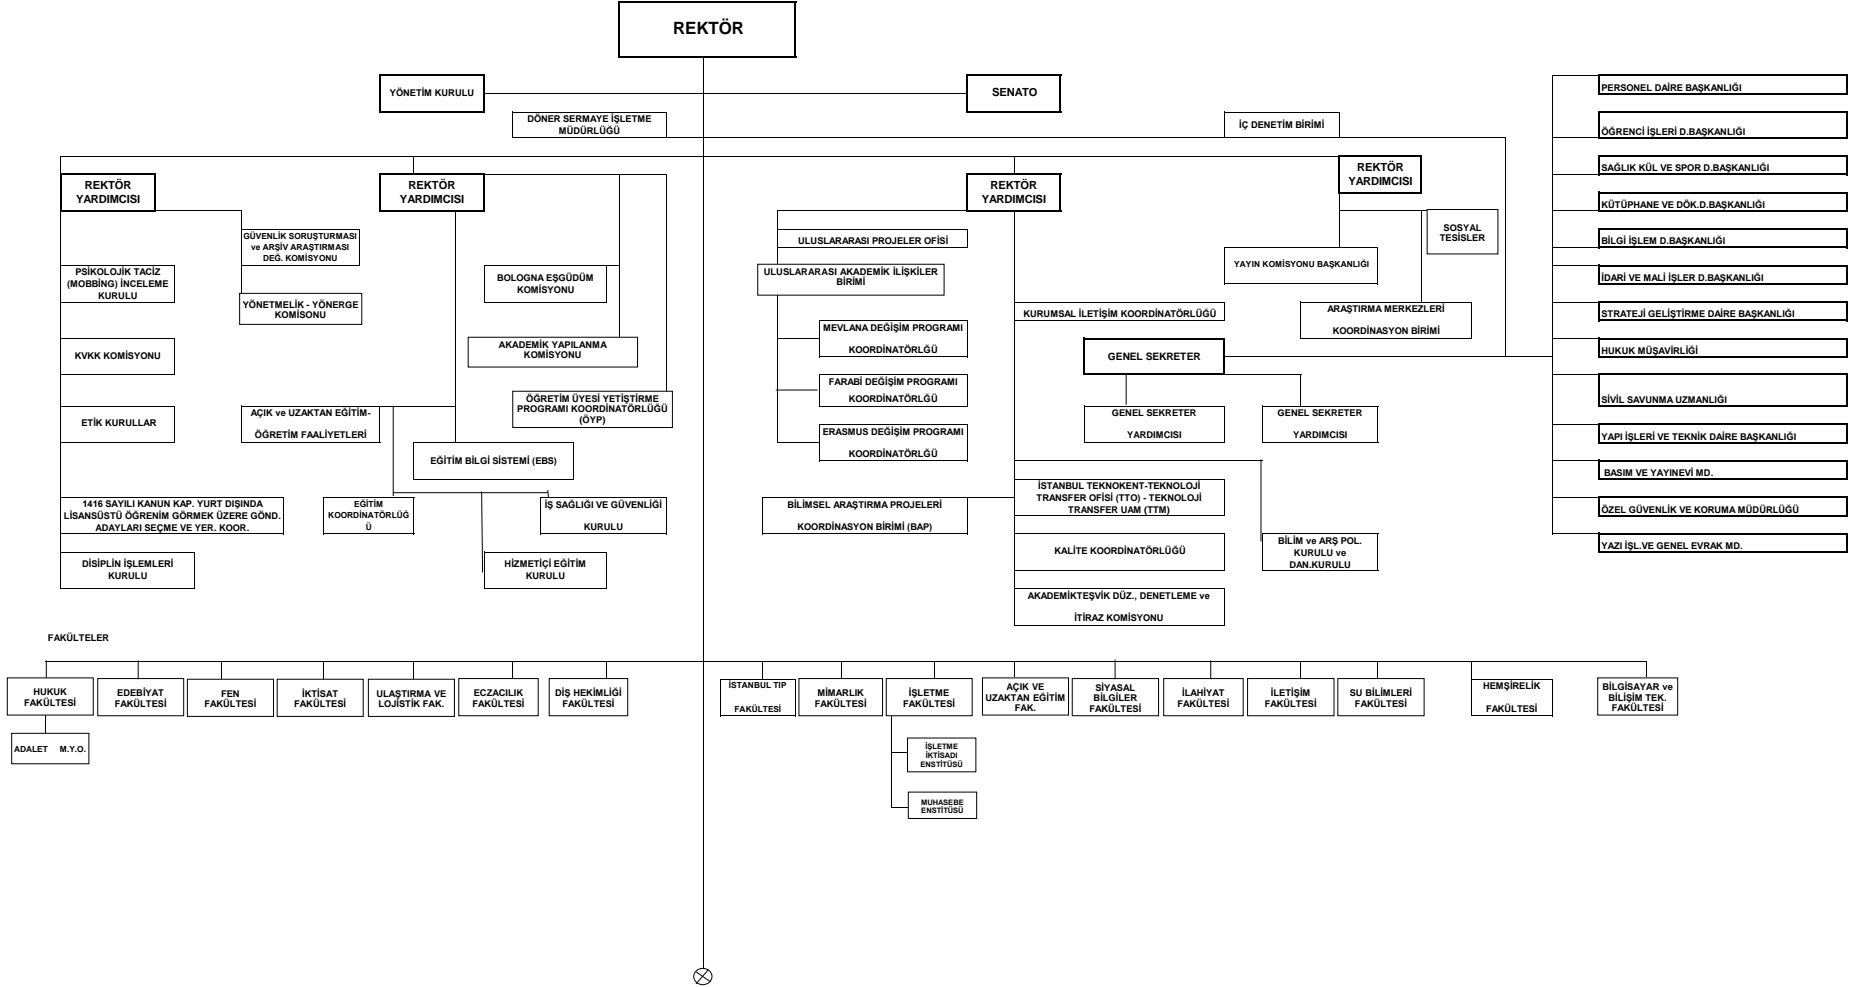 REKTÖR
YÖNETİM KURULU
SENATO
DÖNER SERMAYE İŞLETME
MÜDÜRLÜĞÜ
İÇ DENETİM BİRİMİ
REKTÖR
YARDIMCISI
REKTÖR
YARDIMCISI
REKTÖR
YARDIMCISI
REKTÖR
YARDIMCISI
GÜVENLİK SORUŞTURMASI
ve ARŞİV ARAŞTIRMASI
DEĞ. KOMİSYONU
PSİKOLOJİK TACİZ
(MOBBİNG) İNCELEME
KURULU
YÖNETMELİK - YÖNERGE
KOMİSONU
KVKK KOMİSYONU
ETİK KURULLAR
1416 SAYILI KANUN KAP. YURT DIŞINDA
LİSANSÜSTÜ ÖĞRENİM GÖRMEK ÜZERE GÖND.
ADAYLARI SEÇME VE YER. KOOR.
DİSİPLİN İŞLEMLERİ
KURULU
BOLOGNA EŞGÜDÜM
KOMİSYONU
AKADEMİK YAPILANMA
KOMİSYONU
ÖĞRETİM ÜYESİ YETİŞTİRME
PROGRAMI KOORDİNATÖRLÜĞÜ
(ÖYP)
AÇIK ve UZAKTAN EĞİTİM-
ÖĞRETİM FAALİYETLERİ
EĞİTİM BİLGİ SİSTEMİ (EBS)
EĞİTİM
KOORDİNATÖRLÜĞ
Ü
İŞ SAĞLIĞI VE GÜVENLİĞİ
KURULU
HİZMETİÇİ EĞİTİM
KURULU
ULUSLARARASI PROJELER OFİSİ
ULUSLARARASI AKADEMİK İLİŞKİLER
BİRİMİ
MEVLANA DEĞİŞİM PROGRAMI
KOORDİNATÖRLĞÜ
FARABİ DEĞİŞİM PROGRAMI
KOORDİNATÖRLĞÜ
ERASMUS DEĞİŞİM PROGRAMI
KOORDİNATÖRLĞÜ
BİLİMSEL ARAŞTIRMA PROJELERİ
KOORDİNASYON BİRİMİ (BAP)
KURUMSAL İLETİŞİM KOORDİNATÖRLÜĞÜ
GENEL SEKRETER
GENEL SEKRETER
YARDIMCISI
GENEL SEKRETER
YARDIMCISI
İSTANBUL TEKNOKENT-TEKNOLOJİ
TRANSFER OFİSİ (TTO) - TEKNOLOJİ
TRANSFER UAM (TTM)
KALİTE KOORDİNATÖRLÜĞÜ
BİLİM ve ARŞ POL.
KURULU ve
DAN.KURULU
AKADEMİKTEŞVİK DÜZ., DENETLEME ve
İTİRAZ KOMİSYONU
SOSYAL
TESİSLER
YAYIN KOMİSYONU BAŞKANLIĞI
ARAŞTIRMA MERKEZLERİ
KOORDİNASYON BİRİMİ
PERSONEL DAİRE BAŞKANLIĞI
ÖĞRENCİ İŞLERİ D.BAŞKANLIĞI
SAĞLIK KÜL VE SPOR D.BAŞKANLIĞI
KÜTÜPHANE VE DÖK.D.BAŞKANLIĞI
BİLGİ İŞLEM D.BAŞKANLIĞI
İDARİ VE MALİ İŞLER D.BAŞKANLIĞI
STRATEJİ GELİŞTİRME DAİRE BAŞKANLIĞI
HUKUK MÜŞAVİRLİĞİ
SİVİL SAVUNMA UZMANLIĞI
YAPI İŞLERİ VE TEKNİK DAİRE BAŞKANLIĞI
BASIM VE YAYINEVİ MD.
ÖZEL GÜVENLİK VE KORUMA MÜDÜRLÜĞÜ
YAZI İŞL.VE GENEL EVRAK MD.
FAKÜLTELER
HUKUK
FAKÜLTESİ
EDEBİYAT
FAKÜLTESİ
FEN
FAKÜLTESİ
İKTİSAT
FAKÜLTESİ
ULAŞTIRMA VE
LOJİSTİK FAK.
ECZACILIK
FAKÜLTESİ
DİŞ HEKİMLİĞİ
FAKÜLTESİ
İSTANBUL TIP
FAKÜLTESİ
MİMARLIK
FAKÜLTESİ
İŞLETME
FAKÜLTESİ
AÇIK VE
UZAKTAN EĞİTİM
FAK.
SİYASAL
BİLGİLER
FAKÜLTESİ
İLAHİYAT
FAKÜLTESİ
İLETİŞİM
FAKÜLTESİ
SU BİLİMLERİ
FAKÜLTESİ
HEMŞİRELİK
FAKÜLTESİ
BİLGİSAYAR ve
BİLİŞİM TEK.
FAKÜLTESİ
ADALET M.Y.O.
İŞLETME
İKTİSADI
ENSTİTÜSÜ
MUHASEBE
ENSTİTÜSÜ